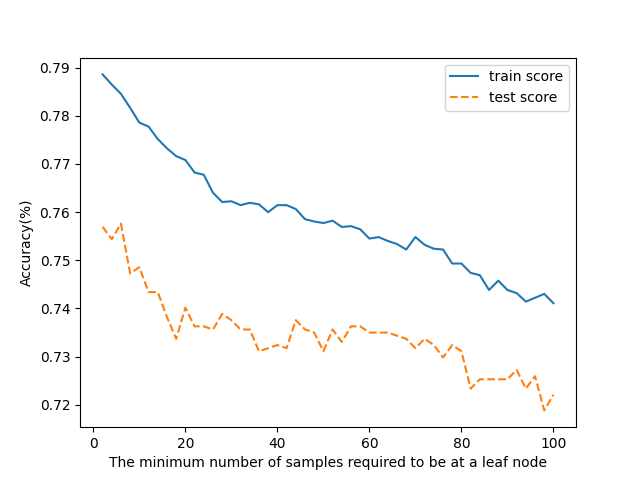 train score
test score
0.79
0.78
0.77
0.76
0.75
0.74
0.73
0.72
Accuracy(%)
0 20 40 60 80 100
The minimum number of samples required to be at a leaf node